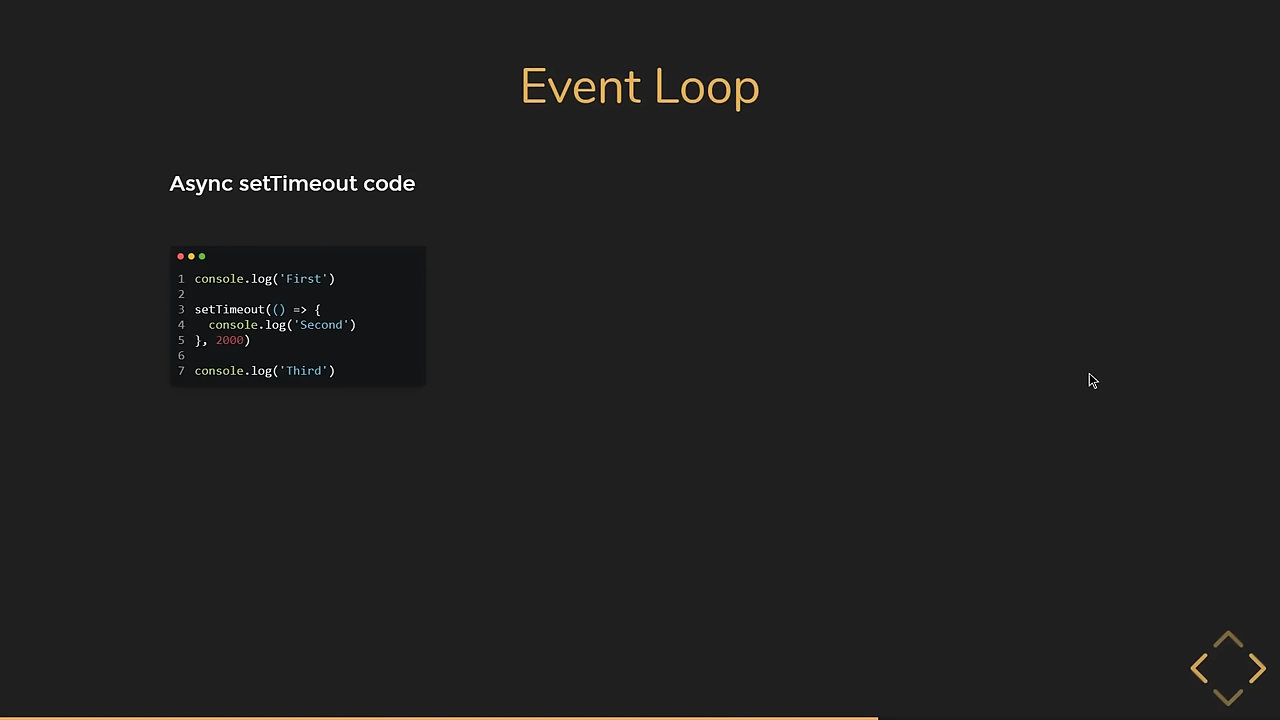 Event Loop
Async setTimeout code
1 console.log('First')
2
3 setTimeout(() => {
4   console.log('Second')
5 }, 2000)
6
7 console.log('Third')